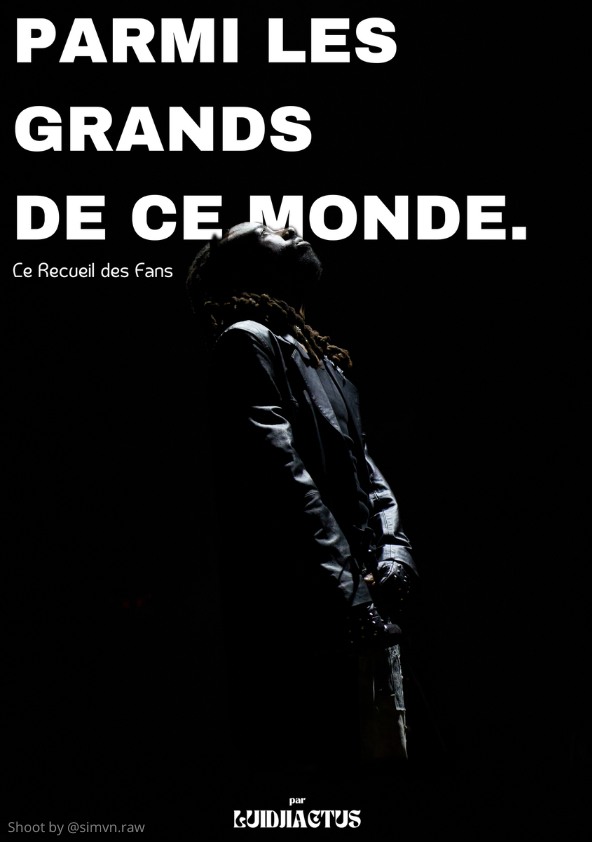 PARMI LES
GRANDS
DE CE MONDE.
Ce Recueil des Fans
par
LUIDJIACTUS
Shoot by @simvn.raw